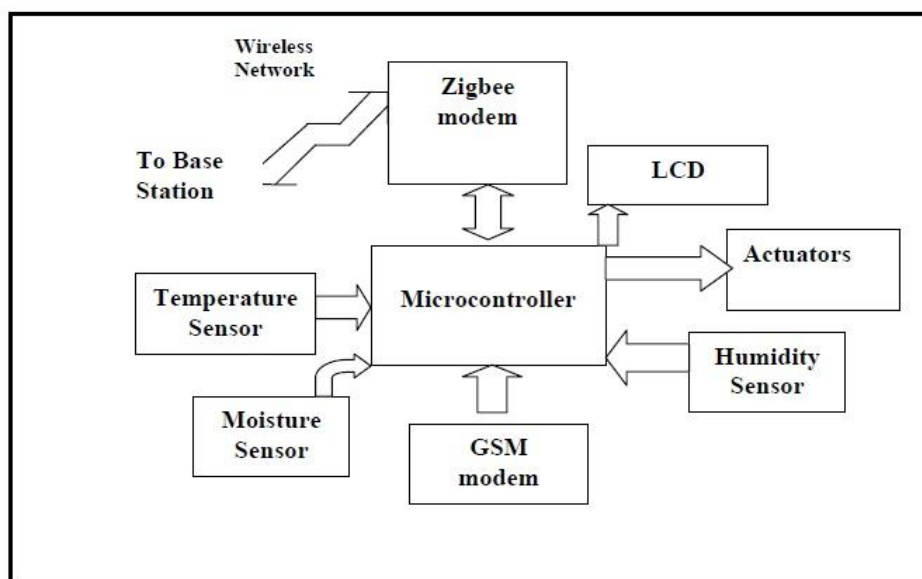 Wireless
Network
Zigbee
modem
To Base
Station
LCD
Actuators
Temperature
Sensor
Microcontroller
Humidity
Sensor
Moisture
Sensor
GSM
modem